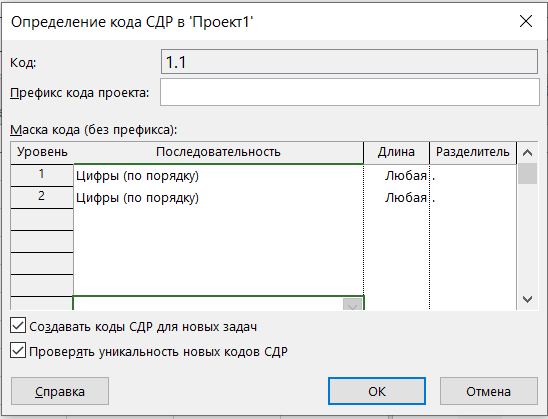 Определение кода СДР в 'Проект1'
Код: 1.1
Префикс кода проекта:
Маска кода (без префикса):
Уровень Последовательность Длина Разделитель
1 Цифры (по порядку) Любая .
2 Цифры (по порядку) Любая .
Создавать коды СДР для новых задач
Проверять уникальность новых кодов СДР
Справка ОК Отмена